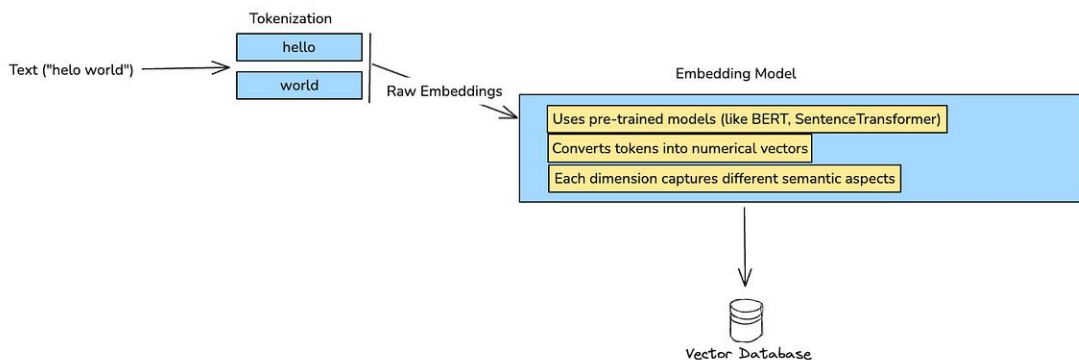 Tokenization
hello
Text ("helo world")
world
Raw Embeddings
Embedding Model
Uses pre-trained models (like BERT, SentenceTransformer)
Converts tokens into numerical vectors
Each dimension captures different semantic aspects
Vector Database